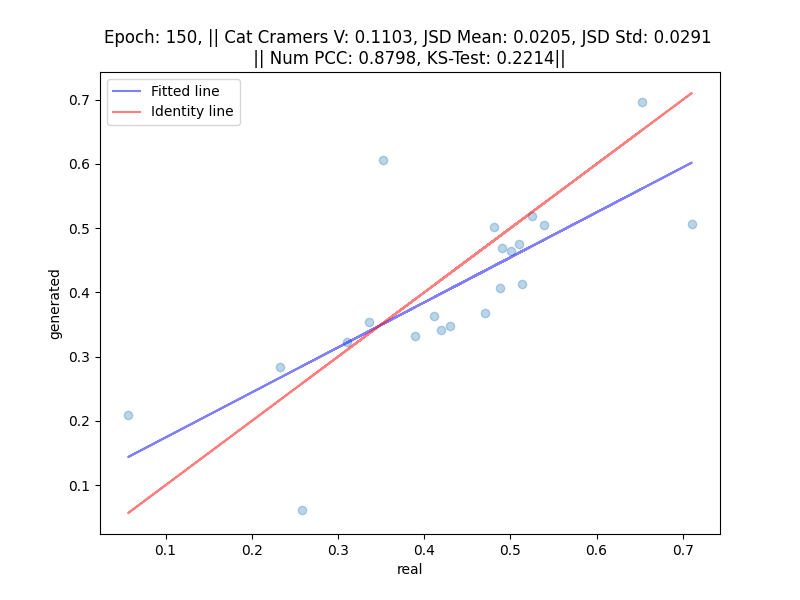 Epoch: 150, || Cat Cramers V: 0.1103, JSD Mean: 0.0205, JSD Std: 0.0291
|| Num PCC: 0.8798, KS-Test: 0.2214||
Fitted line
Identity line
0.7
0.6
0.5
0.4
0.3
0.2
0.1
generated
0.1 0.2 0.3 0.4 0.5 0.6 0.7
real